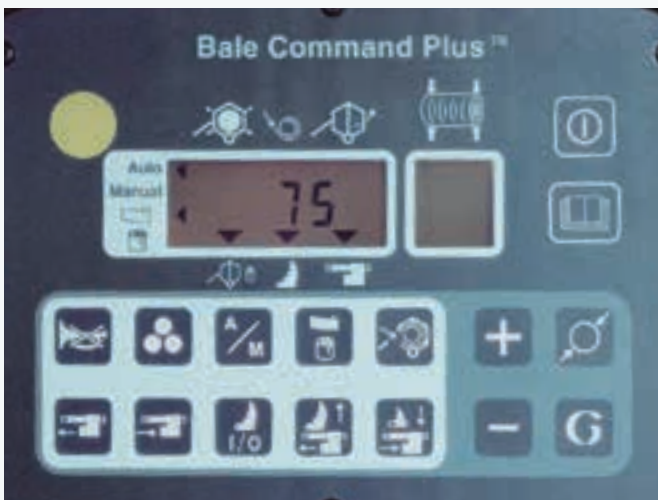 Bale Command Plus™
Auto
Manual
75
A/M
+
I/O
-
G